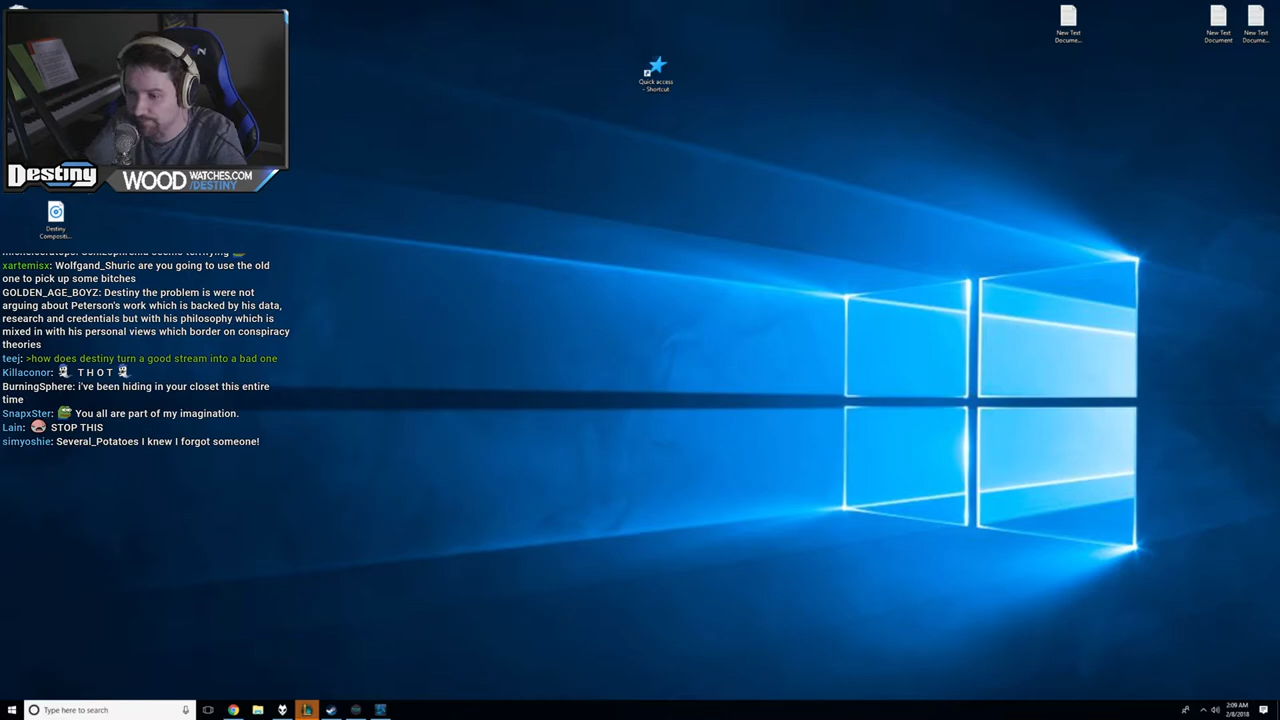 New Text
Docume...
New Text
Document
New Text
Docume...
Quick access
- Shortcut
Destiny
WOOD WATCHES.COM
/DESTINY
Destiny
Compositi...
xartemisx: Wolfgand_Shuric are you going to use the old
one to pick up some bitches
GOLDEN_AGE_BOYZ: Destiny the problem is were not
arguing about Peterson's work which is backed by his data,
research and credentials but with his philosophy which is
mixed in with his personal views which border on conspiracy
theories
teej: >how does destiny turn a good stream into a bad one
Killaconor: T H O T
BurningSphere: i've been hiding in your closet this entire
time
SnapxSter: You all are part of my imagination.
Lain: STOP THIS
simyoshie: Several_Potatoes I knew I forgot someone!
Type here to search
2:09 AM
2/8/2018